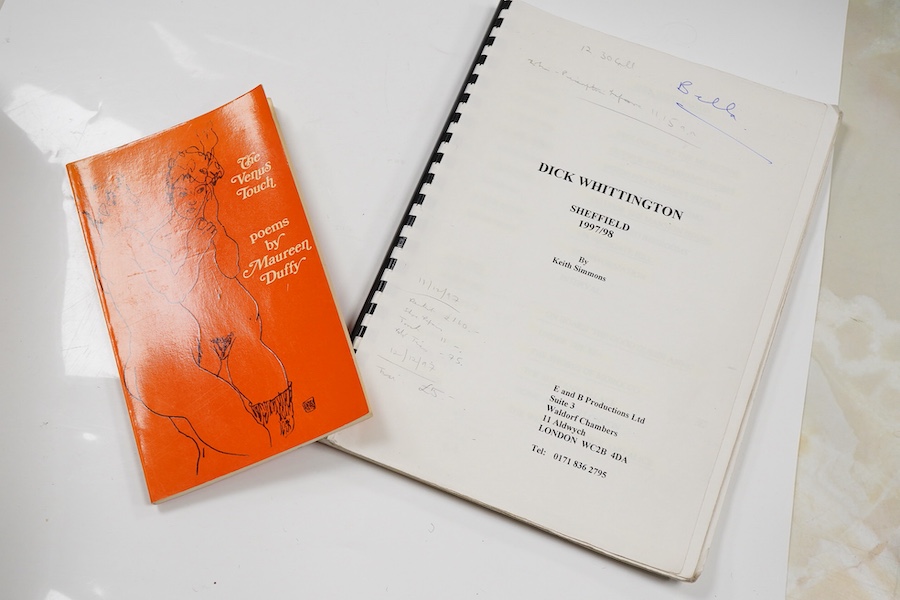 The
Venus
Touch
poems
by
Maureen
Duffy
Bella.
DICK WHITTINGTON
SHEFFIELD
1997/98
By
Keith Simmons
E and B Productions Ltd
Suite 3
Waldorf Chambers
11 Aldwych
LONDON WC2B 4DA
Tel: 0171 836 2795